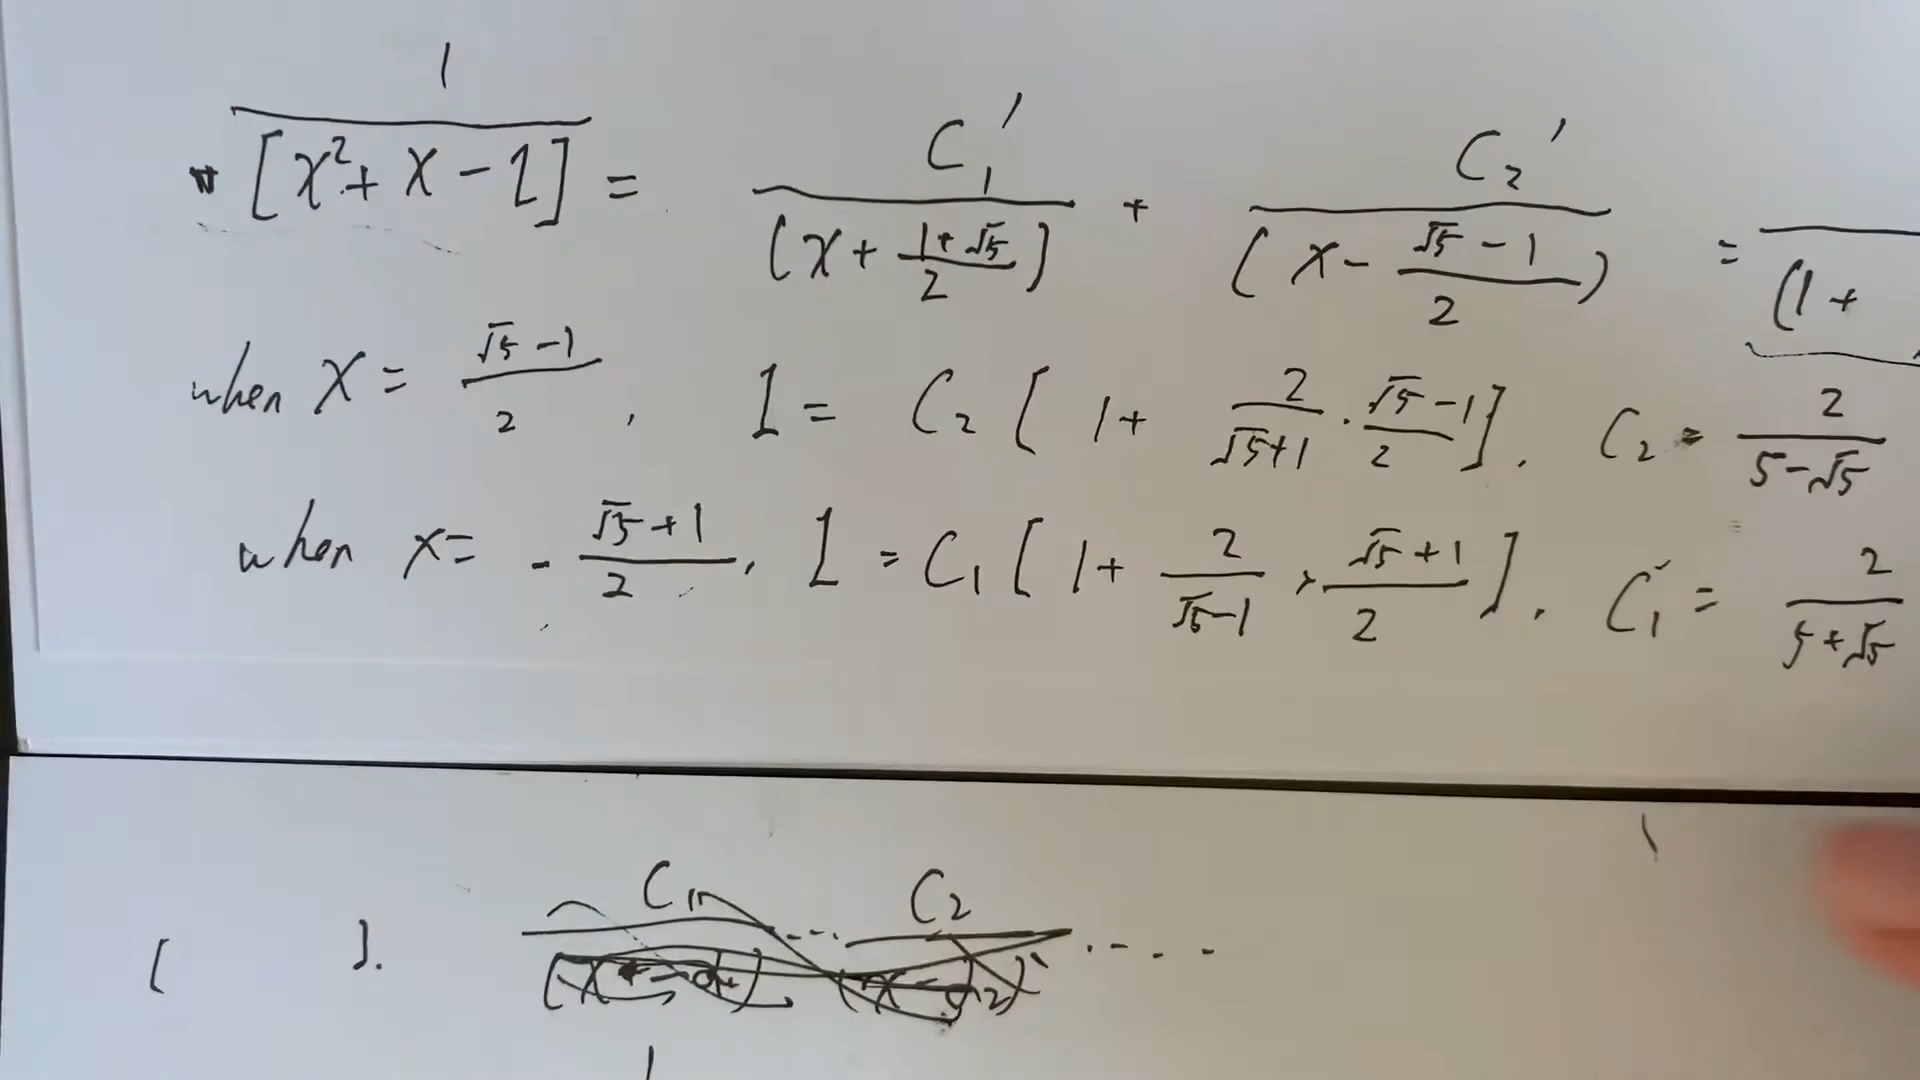 1 / [x² + x - 1] = C₁' / (x + (1+√5)/2) + C₂' / (x - (√5-1)/2) = / (1+
when x = (√5-1)/2 , 1 = C₂ [ 1 + 2/(√5+1) · (√5-1)/2 ]. C₂ = 2/(5-√5)
when x = - (√5+1)/2 , 1 = C₁ [ 1 + 2/(√5-1) · (√5+1)/2 ]. C₁ = 2/(5+√5)
[ ]. C₁ ... C₂ ....